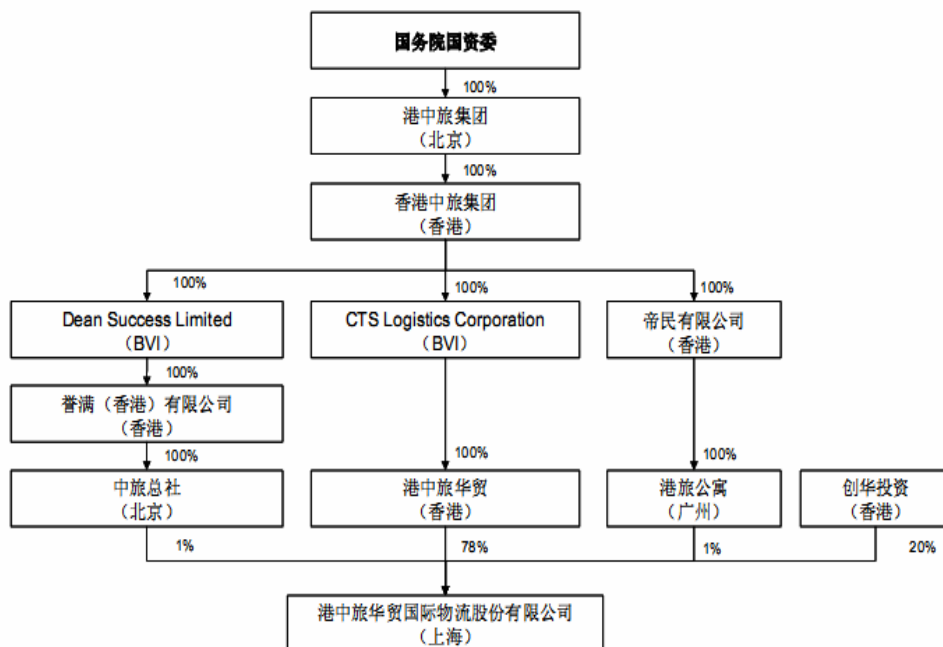 国务院国资委
100%
港中旅集团
（北京）
100%
香港中旅集团
（香港）
100%
100%
100%
Dean Success Limited
(BVI)
CTS Logistics Corporation
(BVI)
帝民有限公司
（香港）
100%
誉满（香港）有限公司
（香港）
100%
100%
100%
中旅总社
（北京）
港中旅华贸
（香港）
港旅公寓
（广州）
创华投资
（香港）
1%
78%
1%
20%
港中旅华贸国际物流股份有限公司
（上海）